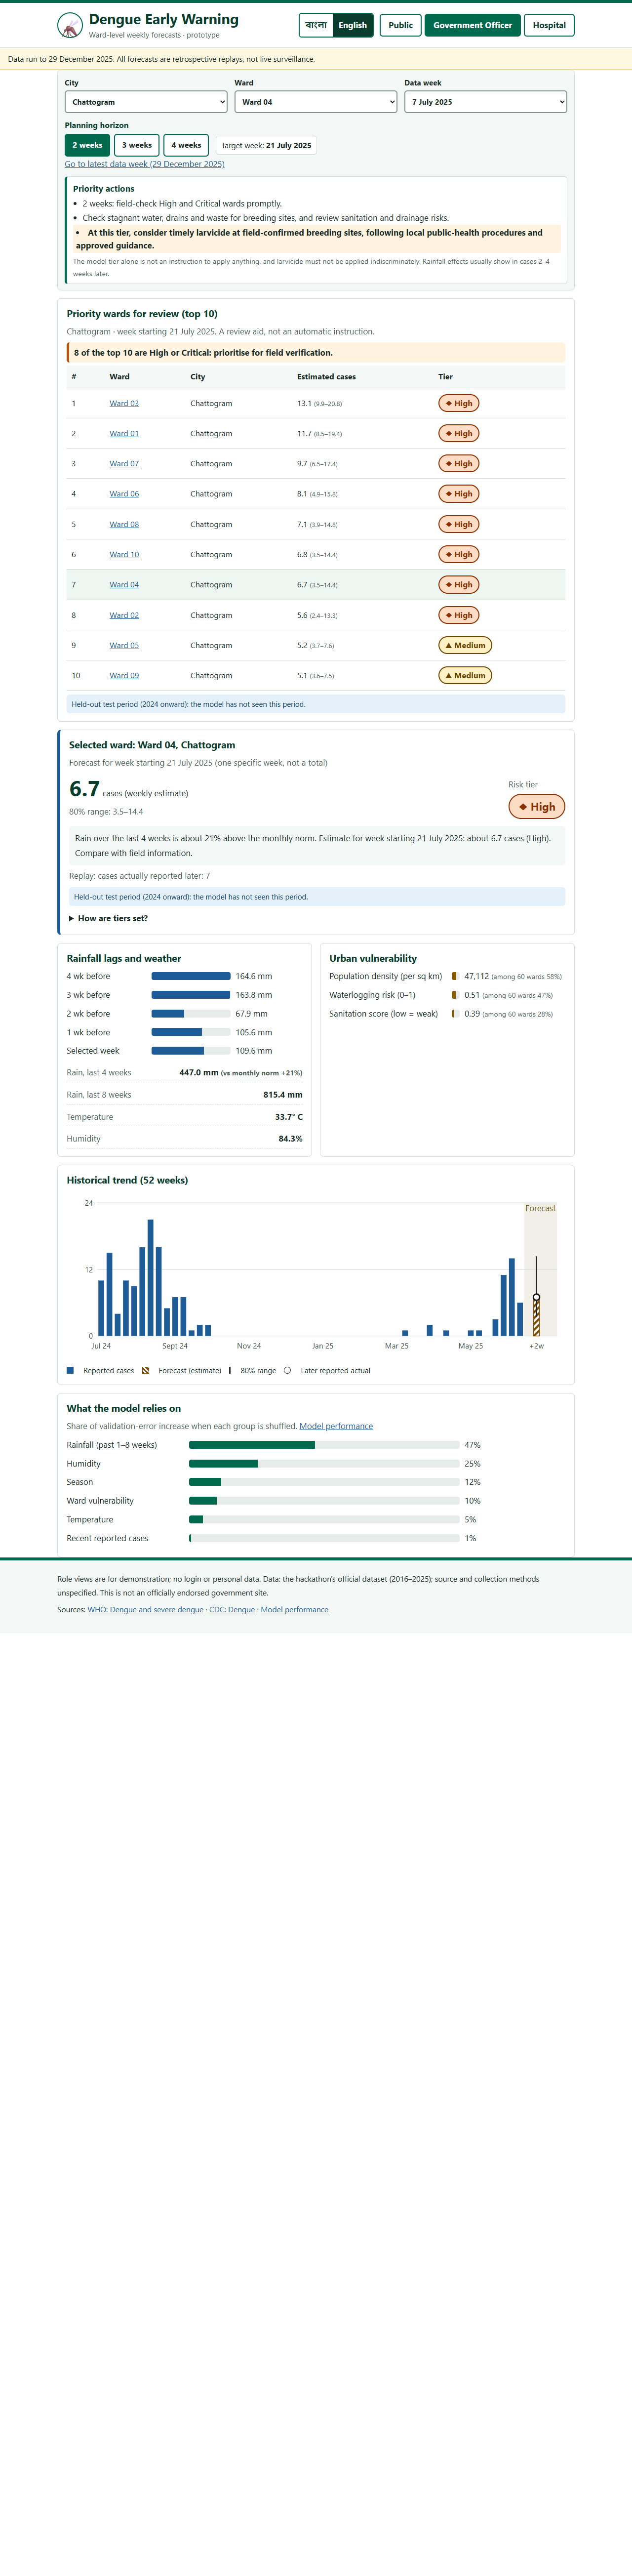 Dengue Early Warning
Ward-level weekly forecasts · prototype
বাংলা English Public Government Officer Hospital
Data run to 29 December 2025. All forecasts are retrospective replays, not live surveillance.
City Ward Data week
Chattogram Ward 04 7 July 2025
Planning horizon
2 weeks 3 weeks 4 weeks Target week: 21 July 2025
Go to latest data week (29 December 2025)
Priority actions
• 2 weeks: field-check High and Critical wards promptly.
• Check stagnant water, drains and waste for breeding sites, and review sanitation and drainage risks.
• At this tier, consider timely larvicide at field-confirmed breeding sites, following local public-health procedures and
approved guidance.
The model tier alone is not an instruction to apply anything, and larvicide must not be applied indiscriminately. Rainfall effects usually show in cases 2–4
weeks later.
Priority wards for review (top 10)
Chattogram · week starting 21 July 2025. A review aid, not an automatic instruction.
8 of the top 10 are High or Critical: prioritise for field verification.
# Ward City Estimated cases Tier
1 Ward 03 Chattogram 13.1 (9.9–20.8) ◆ High
2 Ward 01 Chattogram 11.7 (8.5–19.4) ◆ High
3 Ward 07 Chattogram 9.7 (6.5–17.4) ◆ High
4 Ward 06 Chattogram 8.1 (4.9–15.8) ◆ High
5 Ward 08 Chattogram 7.1 (3.9–14.8) ◆ High
6 Ward 10 Chattogram 6.8 (3.5–14.4) ◆ High
7 Ward 04 Chattogram 6.7 (3.5–14.4) ◆ High
8 Ward 02 Chattogram 5.6 (2.4–13.3) ◆ High
9 Ward 05 Chattogram 5.2 (3.7–7.6) ▲ Medium
10 Ward 09 Chattogram 5.1 (3.6–7.5) ▲ Medium
Held-out test period (2024 onward): the model has not seen this period.
Selected ward: Ward 04, Chattogram
Forecast for week starting 21 July 2025 (one specific week, not a total)
6.7 cases (weekly estimate)
80% range: 3.5–14.4
Risk tier
◆ High
Rain over the last 4 weeks is about 21% above the monthly norm. Estimate for week starting 21 July 2025: about 6.7 cases (High).
Compare with field information.
Replay: cases actually reported later: 7
Held-out test period (2024 onward): the model has not seen this period.
▶ How are tiers set?
Rainfall lags and weather
4 wk before 164.6 mm
3 wk before 163.8 mm
2 wk before 67.9 mm
1 wk before 105.6 mm
Selected week 109.6 mm
Rain, last 4 weeks 447.0 mm (vs monthly norm +21%)
Rain, last 8 weeks 815.4 mm
Temperature 33.7° C
Humidity 84.3%
Urban vulnerability
Population density (per sq km) 47,112 (among 60 wards 58%)
Waterlogging risk (0–1) 0.51 (among 60 wards 47%)
Sanitation score (low = weak) 0.39 (among 60 wards 28%)
Historical trend (52 weeks)
24
Forecast
12
0
Jul 24 Sept 24 Nov 24 Jan 25 Mar 25 May 25 +2w
Reported cases Forecast (estimate) 80% range Later reported actual
What the model relies on
Share of validation-error increase when each group is shuffled. Model performance
Rainfall (past 1–8 weeks) 47%
Humidity 25%
Season 12%
Ward vulnerability 10%
Temperature 5%
Recent reported cases 1%
Role views are for demonstration; no login or personal data. Data: the hackathon's official dataset (2016–2025); source and collection methods
unspecified. This is not an officially endorsed government site.
Sources: WHO: Dengue and severe dengue · CDC: Dengue · Model performance